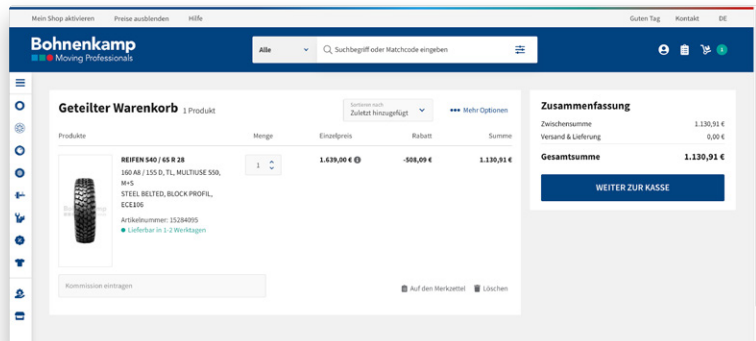 Mein Shop aktivieren Preise ausblenden Hilfe Guten Tag Kontakt DE
Bohnenkamp
Moving Professionals
Alle Suchbegriff oder Matchcode eingeben
Geteilter Warenkorb 1 Produkt
Sortieren nach
Zuletzt hinzugefügt
Mehr Optionen
Produkte Menge Einzelpreis Rabatt Summe
REIFEN 540 / 65 R 28 1 1.639,00 € -508,09 € 1.130,91 €
160 A8 / 155 D, TL, MULTIUSE 550,
M+S
STEEL BELTED, BLOCK PROFIL,
ECE106
Artikelnummer: 15284095
Lieferbar in 1-2 Werktagen
Kommission eintragen
Auf den Merkzettel Löschen
Zusammenfassung
Zwischensumme 1.130,91 €
Versand & Lieferung 0,00 €
Gesamtsumme 1.130,91 €
WEITER ZUR KASSE